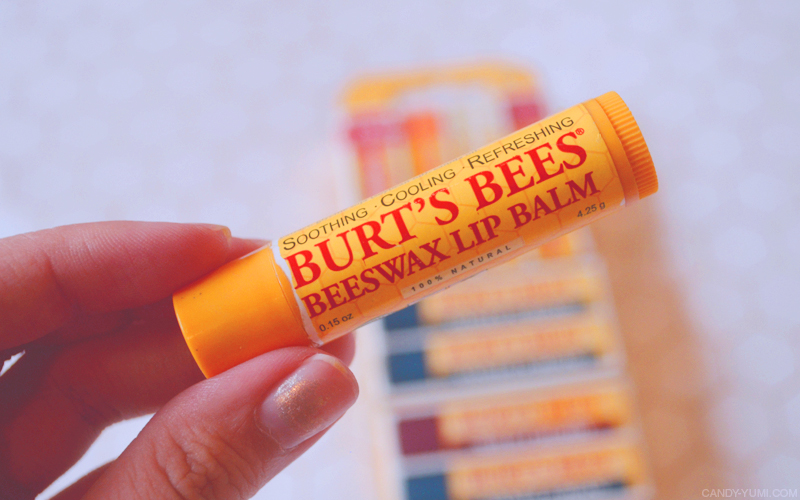 SOOTHING · COOLING · REFRESHING
BURT'S BEES®
BEESWAX LIP BALM
100% NATURAL
0.15 oz
4.25 g
CANDY-YUMI.COM